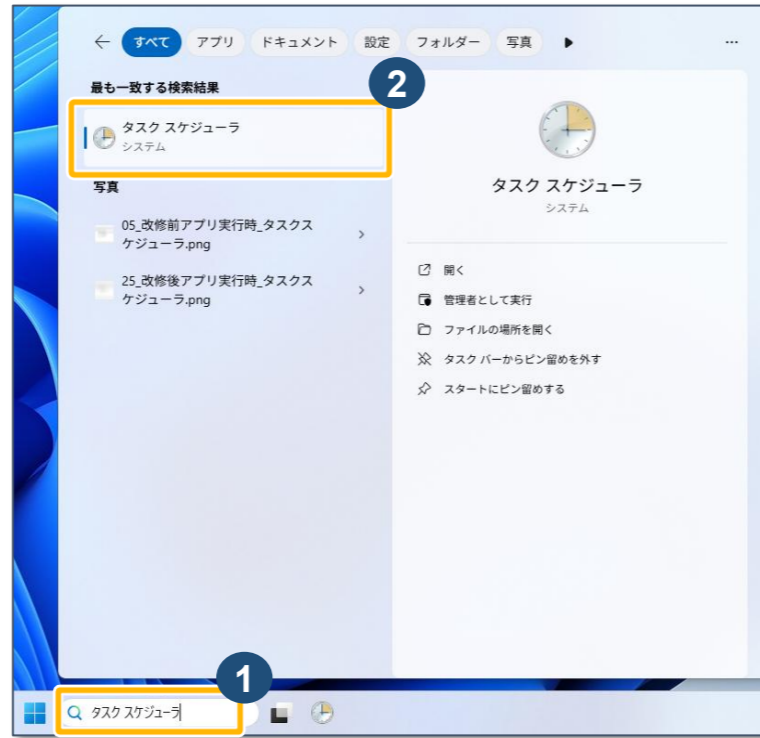 すべて アプリ ドキュメント 設定 フォルダー 写真 ▶ …
最も一致する検索結果
2
タスク スケジューラ
システム
写真
05_改修前アプリ実行時_タスクス
ケジューラ.png
25_改修後アプリ実行時_タスクス
ケジューラ.png
タスク スケジューラ
システム
開く
管理者として実行
ファイルの場所を開く
タスク バーからピン留めを外す
スタートにピン留めする
1
タスク スケジューラ